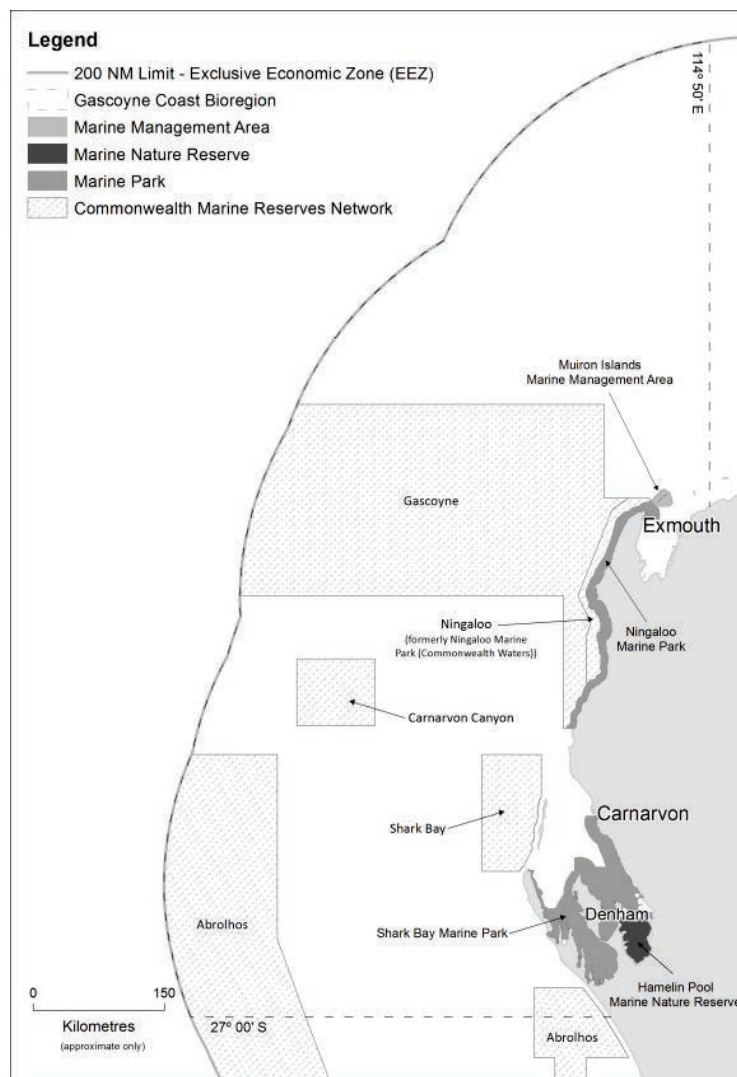 Legend
200 NM Limit - Exclusive Economic Zone (EEZ)
Gascoyne Coast Bioregion
Marine Management Area
Marine Nature Reserve
Marine Park
Commonwealth Marine Reserves Network
114° 50' E
Muiron Islands
Marine Management Area
Gascoyne
Exmouth
Ningaloo
(formerly Ningaloo Marine
Park (Commonwealth Waters))
Ningaloo
Marine Park
Carnarvon Canyon
Carnarvon
Shark Bay
Abrolhos
Denham
Shark Bay Marine Park
Hamelin Pool
Marine Nature Reserve
0 150
Kilometres
(approximate only)
27° 00' S
Abrolhos